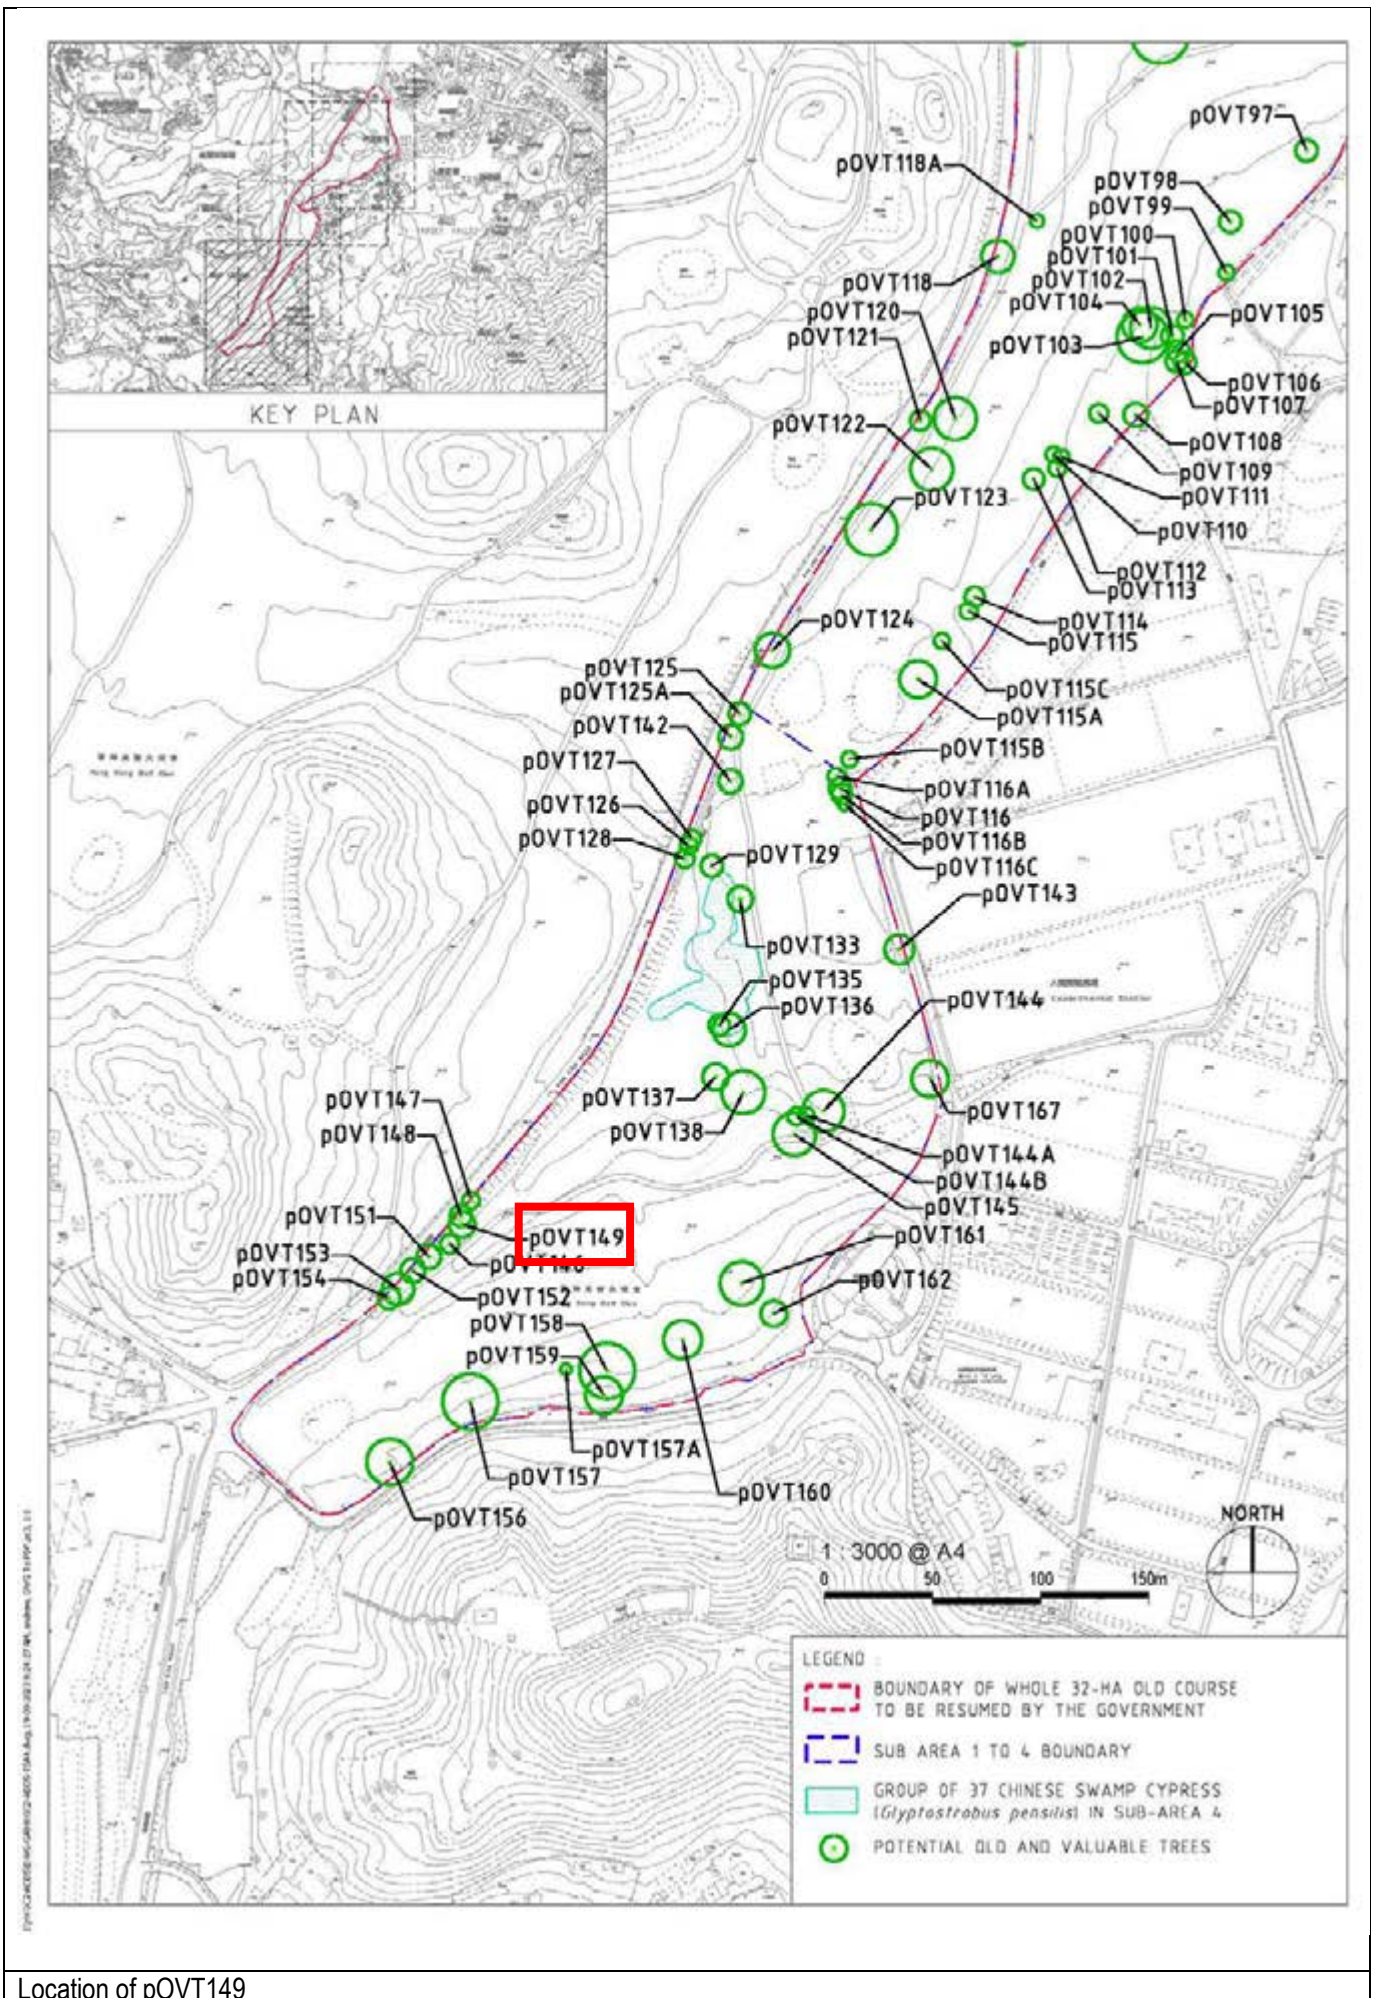 KEY PLAN
pOVT97
pOVT118A
pOVT98
pOVT99
pOVT100
pOVT101
pOVT102
pOVT104
pOVT103
pOVT105
pOVT106
pOVT107
pOVT108
pOVT109
pOVT111
pOVT110
pOVT112
pOVT113
pOVT118
pOVT120
pOVT121
pOVT122
pOVT123
pOVT114
pOVT115
pOVT124
pOVT115C
pOVT115A
pOVT125
pOVT125A
pOVT142
pOVT115B
pOVT127
pOVT116A
pOVT126
pOVT116
pOVT128
pOVT116B
pOVT129
pOVT116C
pOVT143
pOVT133
pOVT135
pOVT136
pOVT144
Experimental Station
pOVT137
pOVT138
pOVT167
pOVT147
pOVT148
pOVT144A
pOVT144B
pOVT145
pOVT151
pOVT149
pOVT161
pOVT153
pOVT146
pOVT154
pOVT162
pOVT152
pOVT158
pOVT159
pOVT157A
pOVT157
pOVT160
pOVT156
NORTH
1 : 3000 @ A4
0 50 100 150m
LEGEND :
BOUNDARY OF WHOLE 32-HA OLD COURSE
TO BE RESUMED BY THE GOVERNMENT
SUB AREA 1 TO 4 BOUNDARY
GROUP OF 37 CHINESE SWAMP CYPRESS
(Glyptostrobus pensilis) IN SUB-AREA 4
POTENTIAL OLD AND VALUABLE TREES
Location of pOVT149